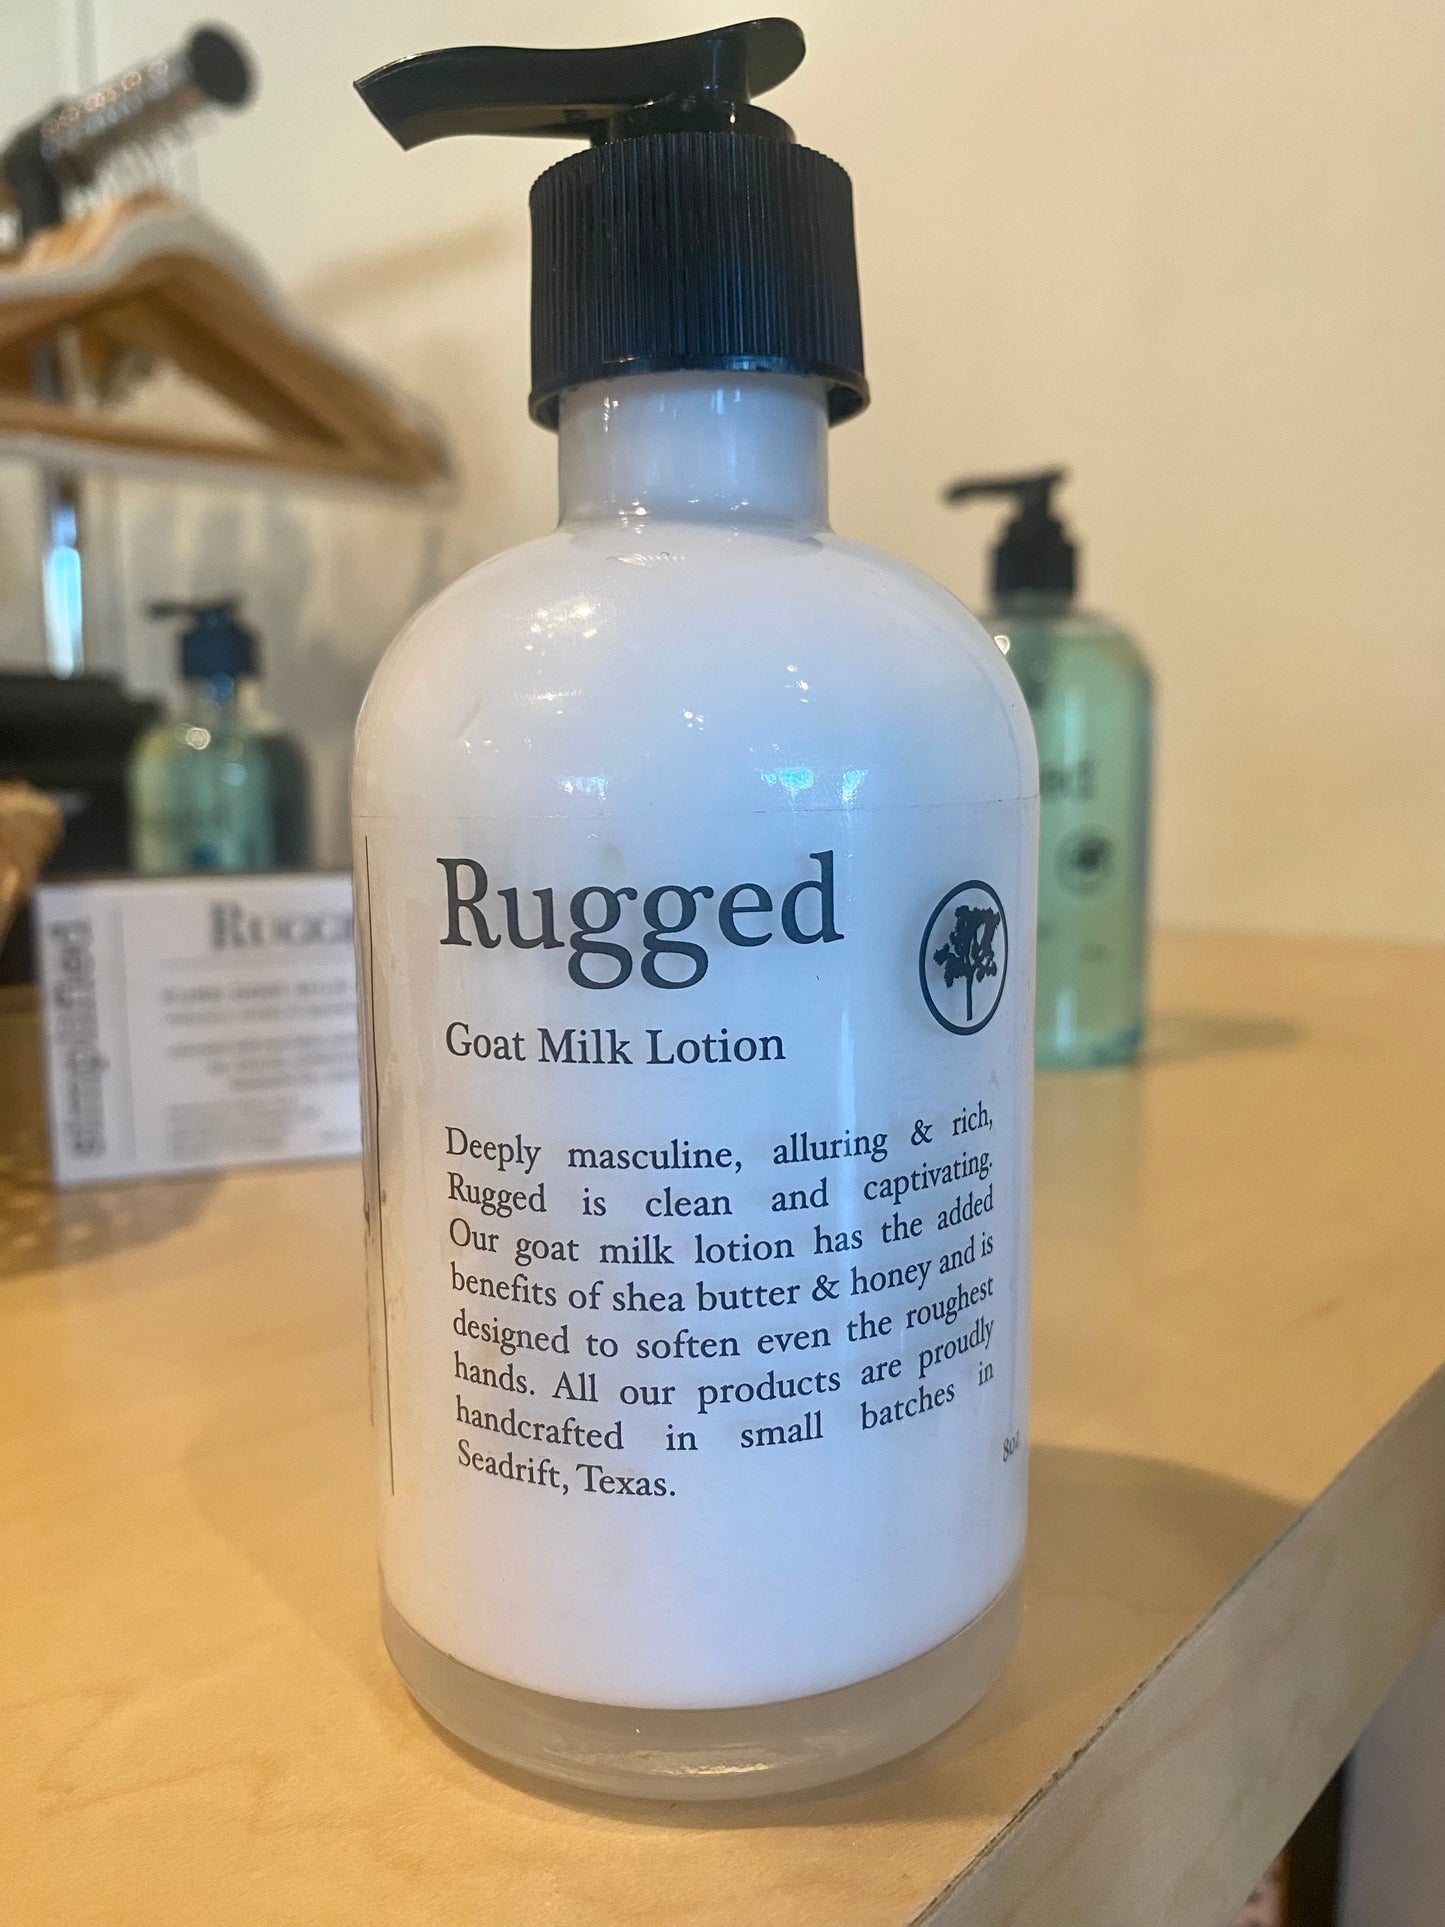 Rugged
Goat Milk Lotion
Deeply masculine, alluring & rich,
Rugged is clean and captivating.
Our goat milk lotion has the added
benefits of shea butter & honey and is
designed to soften even the roughest
hands. All our products are proudly
handcrafted in small batches in
Seadrift, Texas.
8oz
simplified